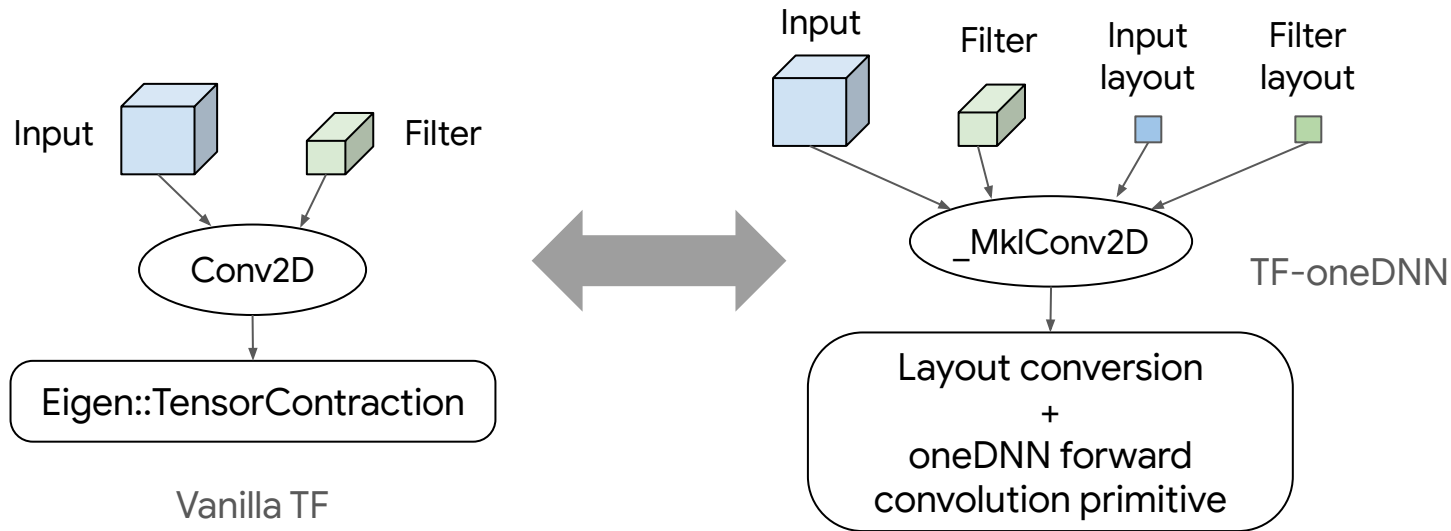 Input
Filter
Conv2D
Eigen::TensorContraction
Vanilla TF
Input
Filter
Input
layout
Filter
layout
_MklConv2D
TF-oneDNN
Layout conversion
+
oneDNN forward
convolution primitive